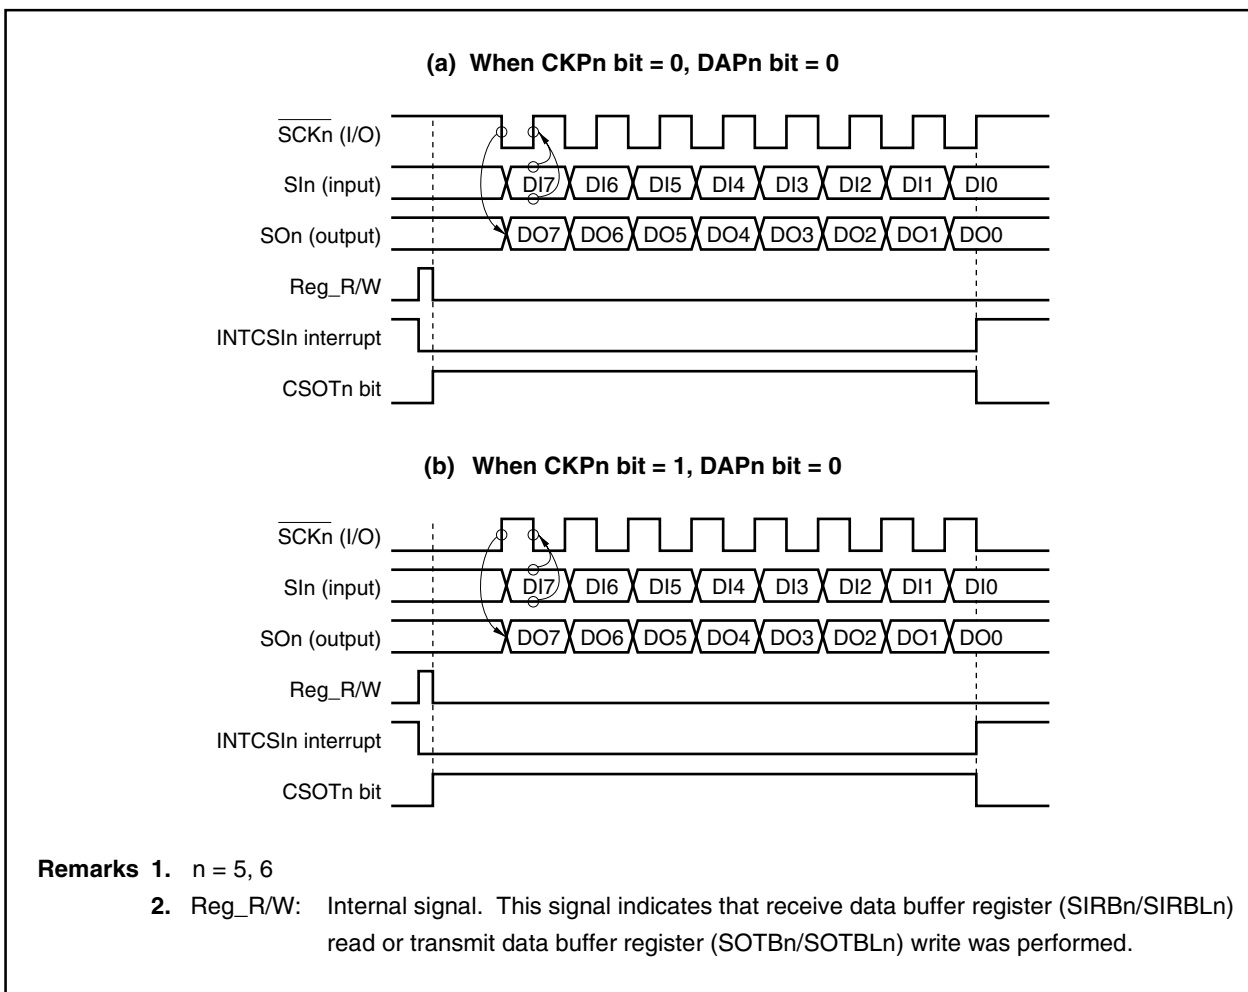 (a) When CKPn bit = 0, DAPn bit = 0
SCKn (I/O)
SIn (input) DI7 DI6 DI5 DI4 DI3 DI2 DI1 DI0
SOn (output) DO7 DO6 DO5 DO4 DO3 DO2 DO1 DO0
Reg_R/W
INTCSIn interrupt
CSOTn bit
(b) When CKPn bit = 1, DAPn bit = 0
SCKn (I/O)
SIn (input) DI7 DI6 DI5 DI4 DI3 DI2 DI1 DI0
SOn (output) DO7 DO6 DO5 DO4 DO3 DO2 DO1 DO0
Reg_R/W
INTCSIn interrupt
CSOTn bit
Remarks 1. n = 5, 6
2. Reg_R/W: Internal signal. This signal indicates that receive data buffer register (SIRBn/SIRBLn)
read or transmit data buffer register (SOTBn/SOTBLn) write was performed.